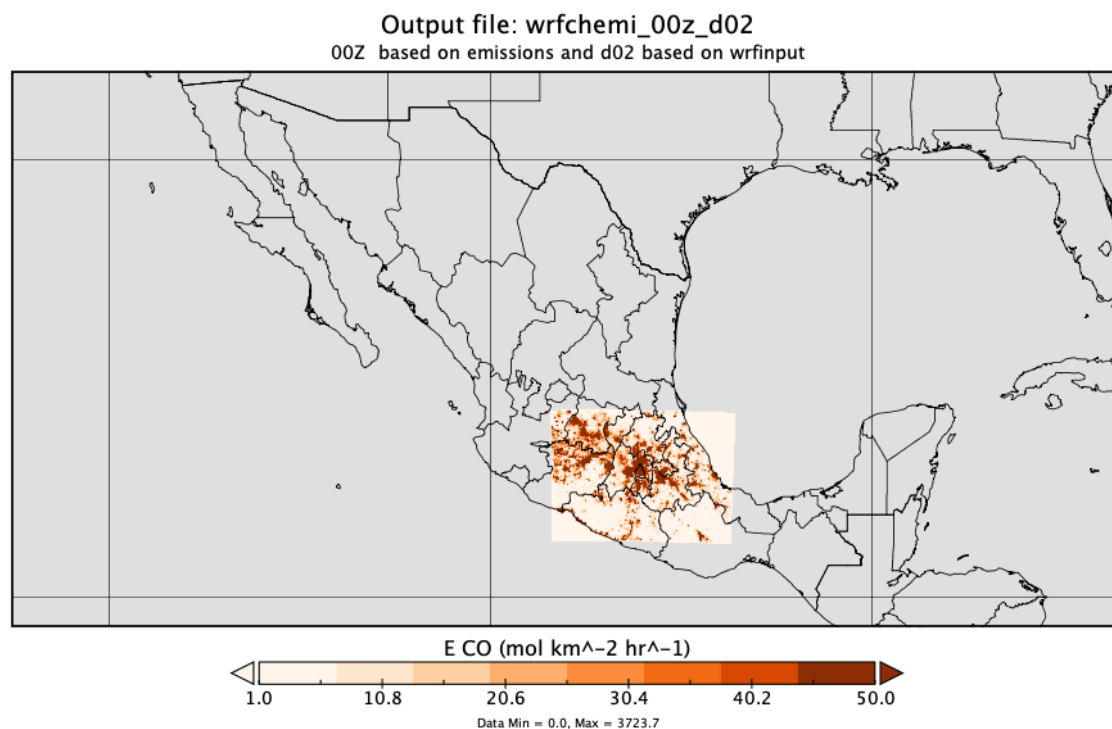 Output file: wrfchemi_00z_d02
00Z  based on emissions and d02 based on wrfinput
E CO (mol km^-2 hr^-1)
1.0 10.8 20.6 30.4 40.2 50.0
Data Min = 0.0, Max = 3723.7